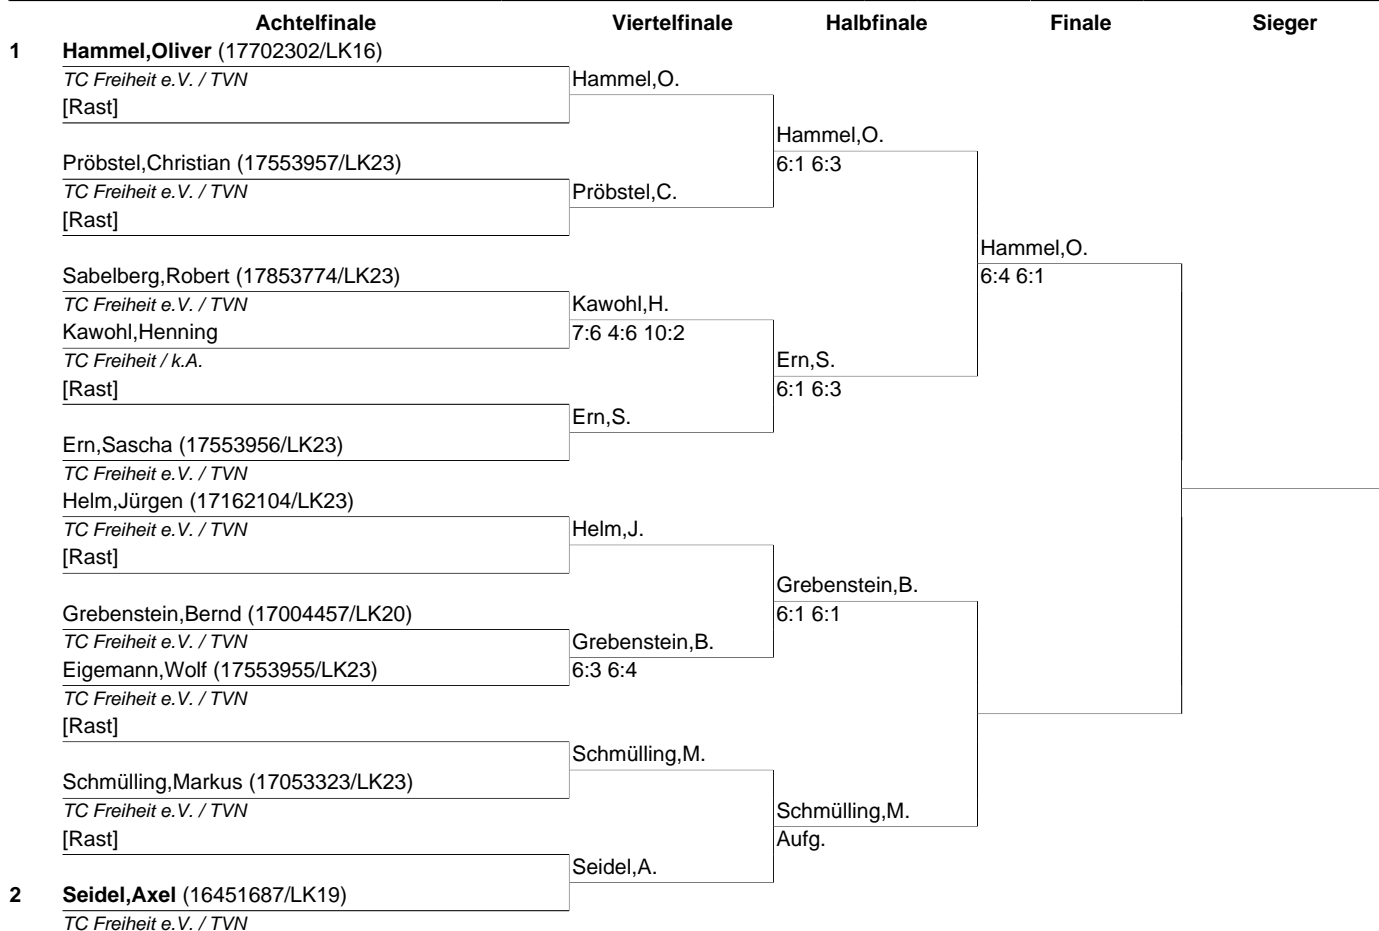 Achtelfinale Viertelfinale Halbfinale Finale Sieger
1 Hammel,Oliver (17702302/LK16)
TC Freiheit e.V. / TVN Hammel,O.
[Rast]
Hammel,O.
Pröbstel,Christian (17553957/LK23) 6:1 6:3
TC Freiheit e.V. / TVN Pröbstel,C.
[Rast]
Hammel,O.
Sabelberg,Robert (17853774/LK23) 6:4 6:1
TC Freiheit e.V. / TVN Kawohl,H.
Kawohl,Henning 7:6 4:6 10:2
TC Freiheit / k.A. Ern,S.
[Rast] 6:1 6:3
Ern,S.
Ern,Sascha (17553956/LK23)
TC Freiheit e.V. / TVN
Helm,Jürgen (17162104/LK23)
TC Freiheit e.V. / TVN Helm,J.
[Rast]
Grebenstein,B.
Grebenstein,Bernd (17004457/LK20) 6:1 6:1
TC Freiheit e.V. / TVN Grebenstein,B.
Eigemann,Wolf (17553955/LK23) 6:3 6:4
TC Freiheit e.V. / TVN
[Rast]
Schmülling,M.
Schmülling,Markus (17053323/LK23)
TC Freiheit e.V. / TVN Schmülling,M.
[Rast] Aufg.
Seidel,A.
2 Seidel,Axel (16451687/LK19)
TC Freiheit e.V. / TVN